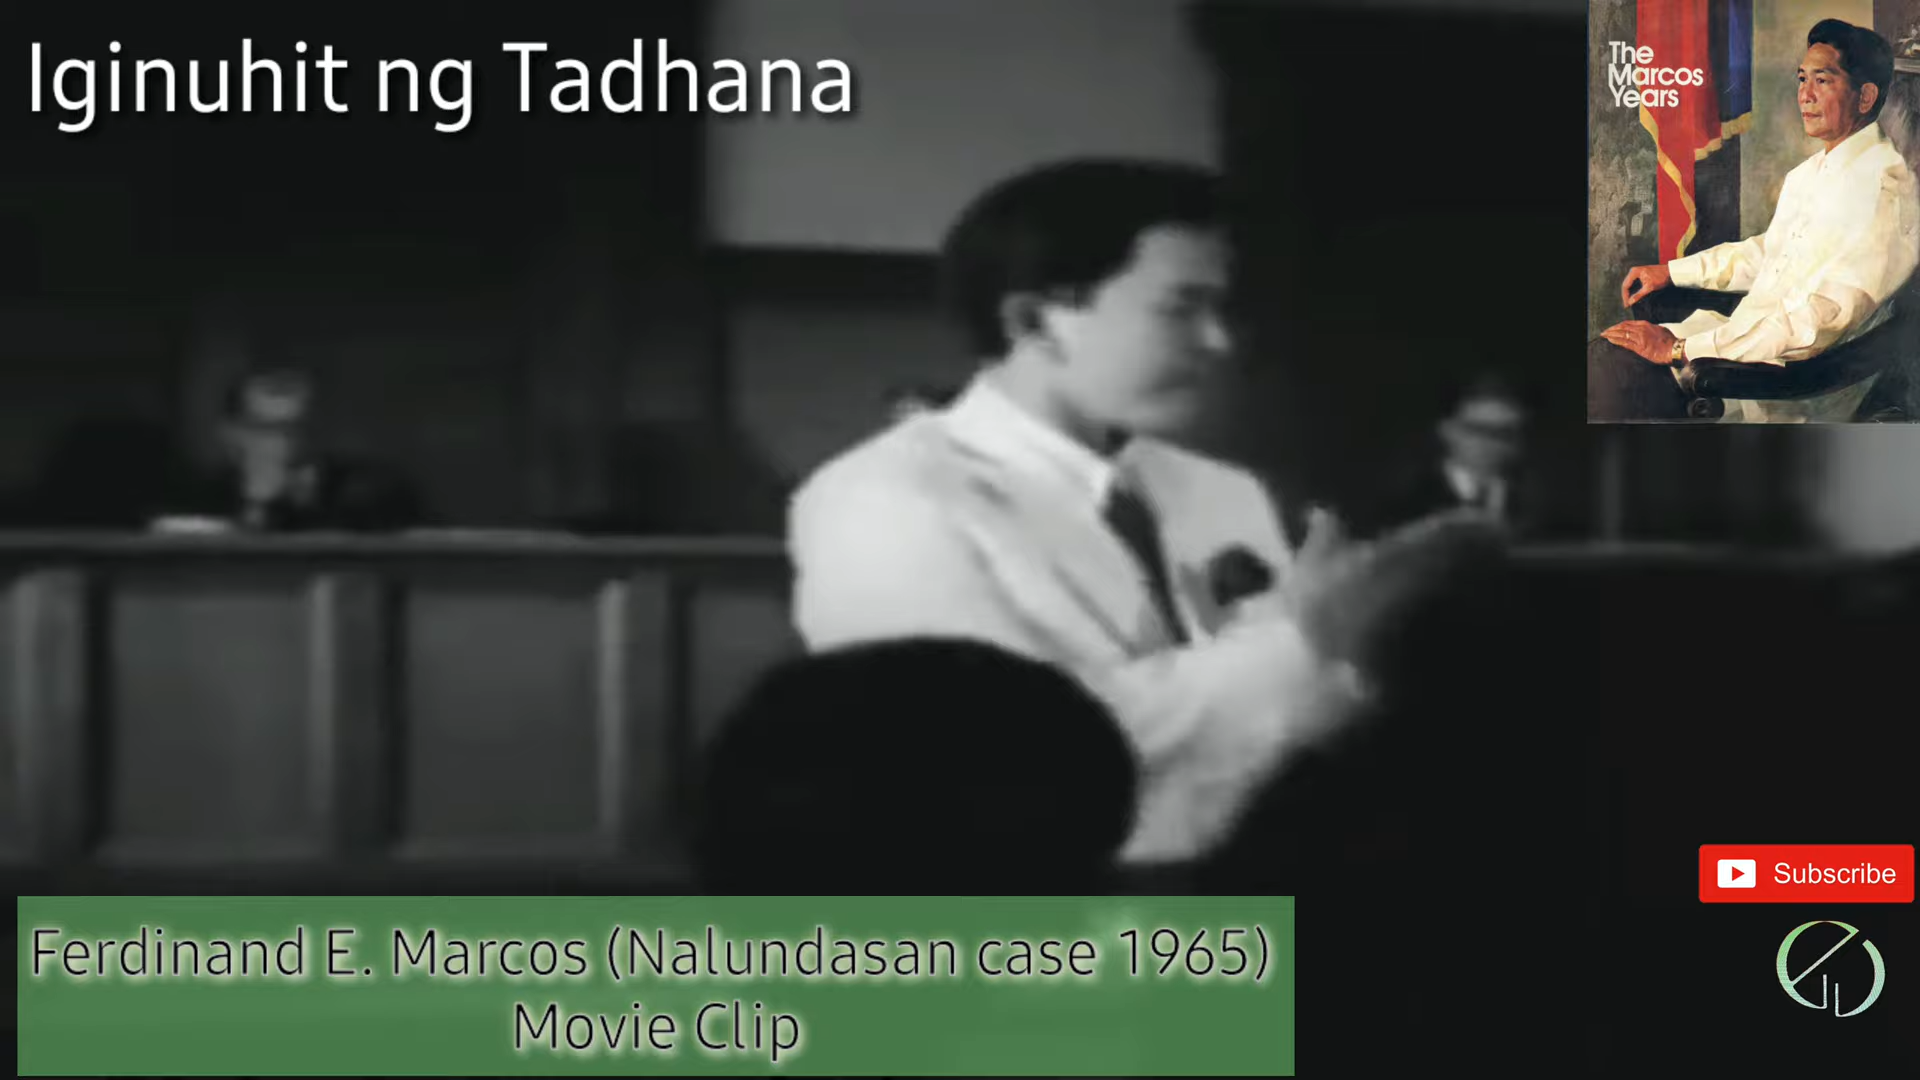 Iginuhit ng Tadhana
The
Marcos
Years
Subscribe
Ferdinand E. Marcos (Nalundasan case 1965)
Movie Clip